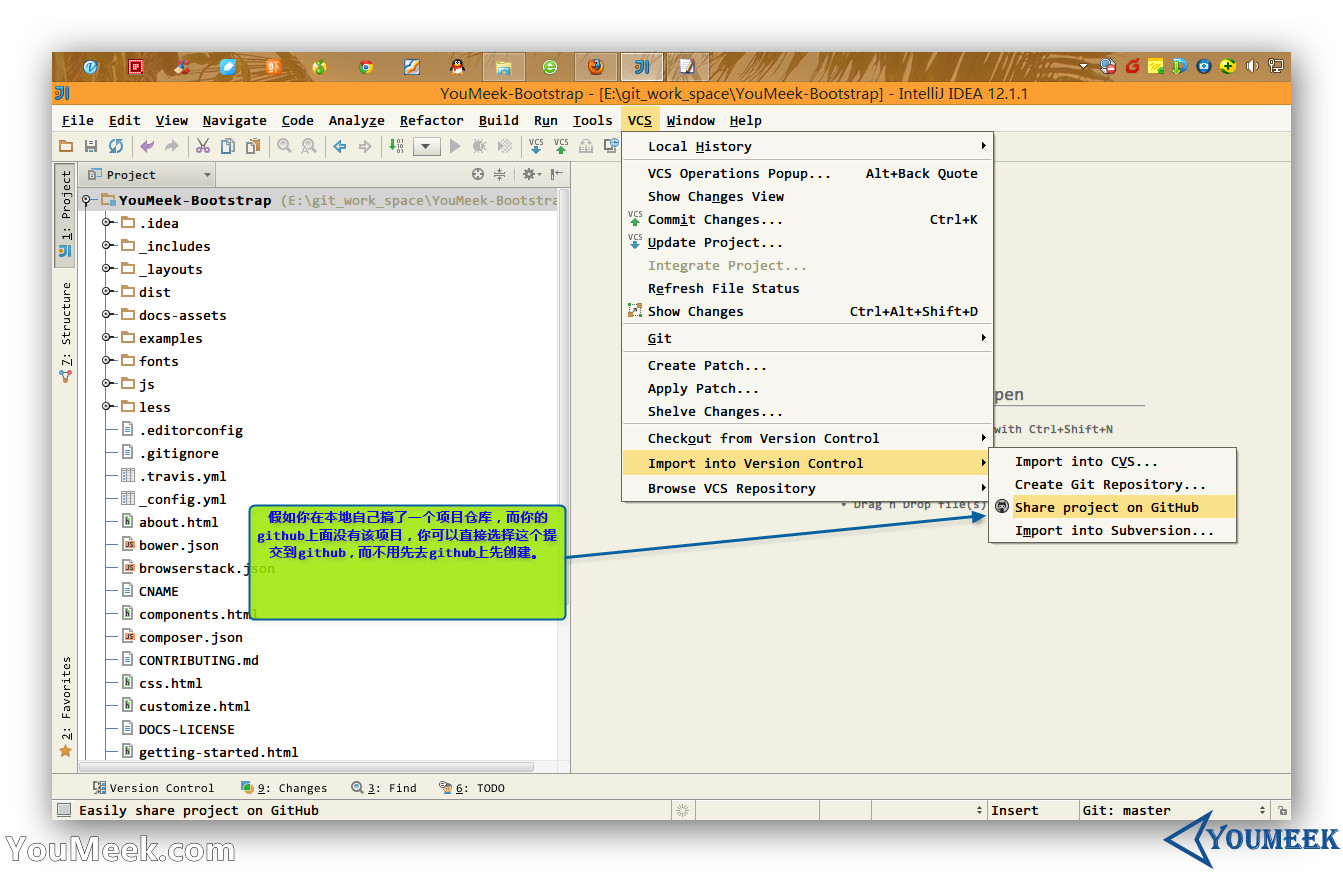 YouMeek-Bootstrap - [E:\git_work_space\YouMeek-Bootstrap] - IntelliJ IDEA 12.1.1
File Edit View Navigate Code Analyze Refactor Build Run Tools VCS Window Help
VCS VCS
Project
1: Project
7: Structure
2: Favorites
YouMeek-Bootstrap (E:\git_work_space\YouMeek-Bootstra
.idea
_includes
_layouts
dist
docs-assets
examples
fonts
js
less
.editorconfig
.gitignore
.travis.yml
_config.yml
about.html
bower.json
browserstack.json
CNAME
components.html
composer.json
CONTRIBUTING.md
css.html
customize.html
DOCS-LICENSE
getting-started.html
假如你在本地自己搞了一个项目仓库，而你的
github上面没有该项目，你可以直接选择这个提
交到github，而不用先去github上先创建。
Local History
VCS Operations Popup... Alt+Back Quote
Show Changes View
VCS Commit Changes... Ctrl+K
VCS Update Project...
Integrate Project...
Refresh File Status
Show Changes Ctrl+Alt+Shift+D
Git
Create Patch...
Apply Patch...
Shelve Changes...
Checkout from Version Control
Import into Version Control
Browse VCS Repository
pen
with Ctrl+Shift+N
• Drag'n'Drop file(s)
Import into CVS...
Create Git Repository...
Share project on GitHub
Import into Subversion...
Version Control 9: Changes 3: Find 6: TODO
Easily share project on GitHub Insert Git: master
YouMeek.com
YOUMEEK